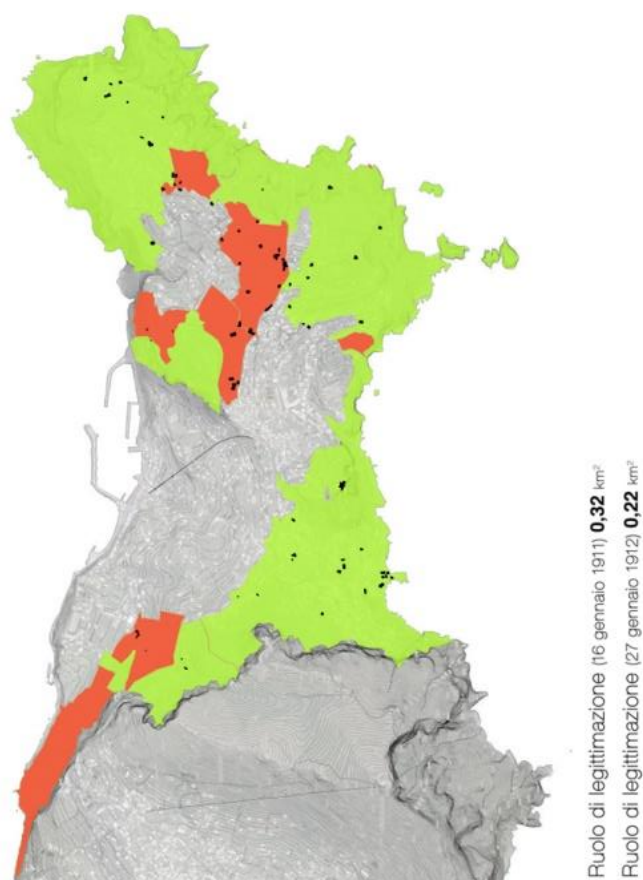 Ruolo di legittimazione (16 gennaio 1911) 0,32 km²
Ruolo di legittimazione (27 gennaio 1912) 0,22 km²